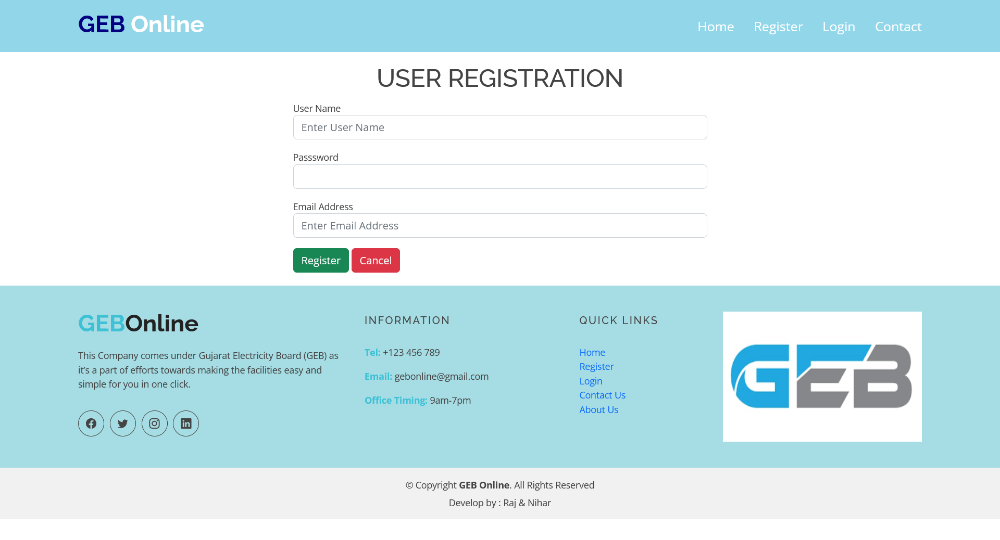 GEB Online
Home Register Login Contact
USER REGISTRATION
User Name
Enter User Name
Passsword
Email Address
Enter Email Address
Register Cancel
GEBOnline
This Company comes under Gujarat Electricity Board (GEB) as
it’s a part of efforts towards making the facilities easy and
simple for you in one click.
INFORMATION
Tel: +123 456 789
Email: gebonline@gmail.com
Office Timing: 9am-7pm
QUICK LINKS
Home
Register
Login
Contact Us
About Us
GEB
© Copyright GEB Online. All Rights Reserved
Develop by : Raj & Nihar